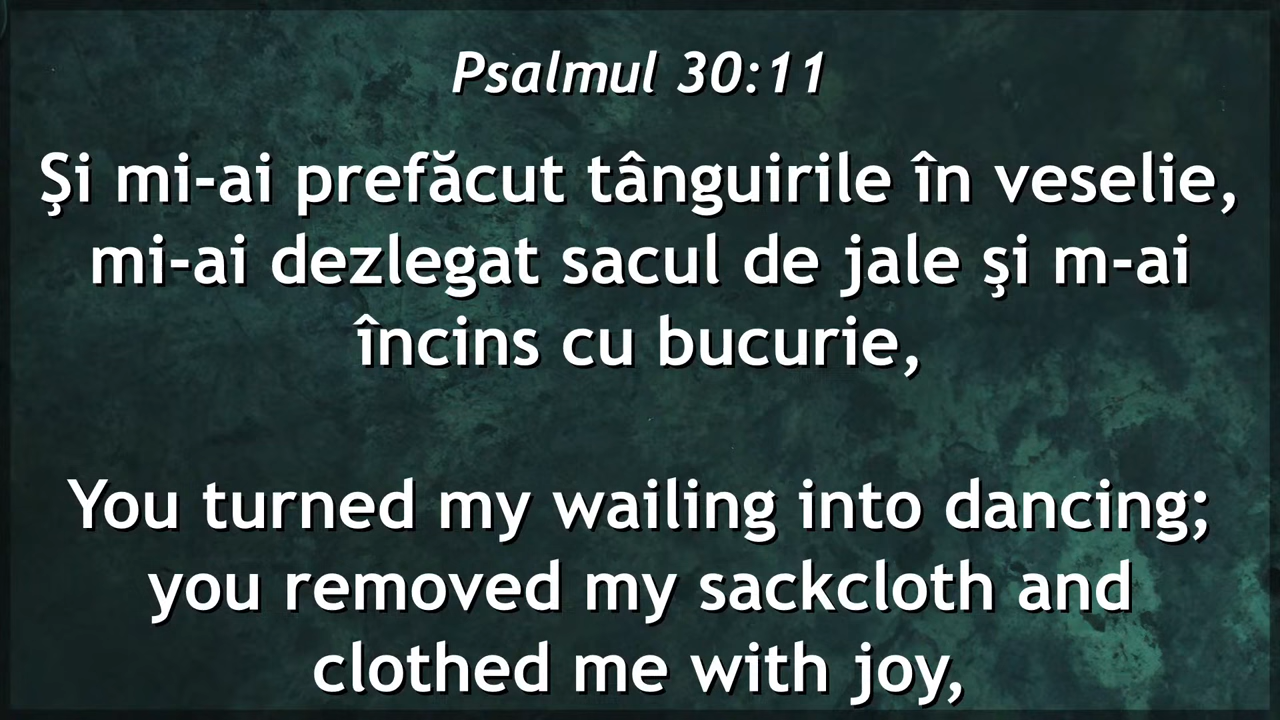 Psalmul 30:11
Şi mi-ai prefăcut tânguirile în veselie,
mi-ai dezlegat sacul de jale şi m-ai
încins cu bucurie,
You turned my wailing into dancing;
you removed my sackcloth and
clothed me with joy,